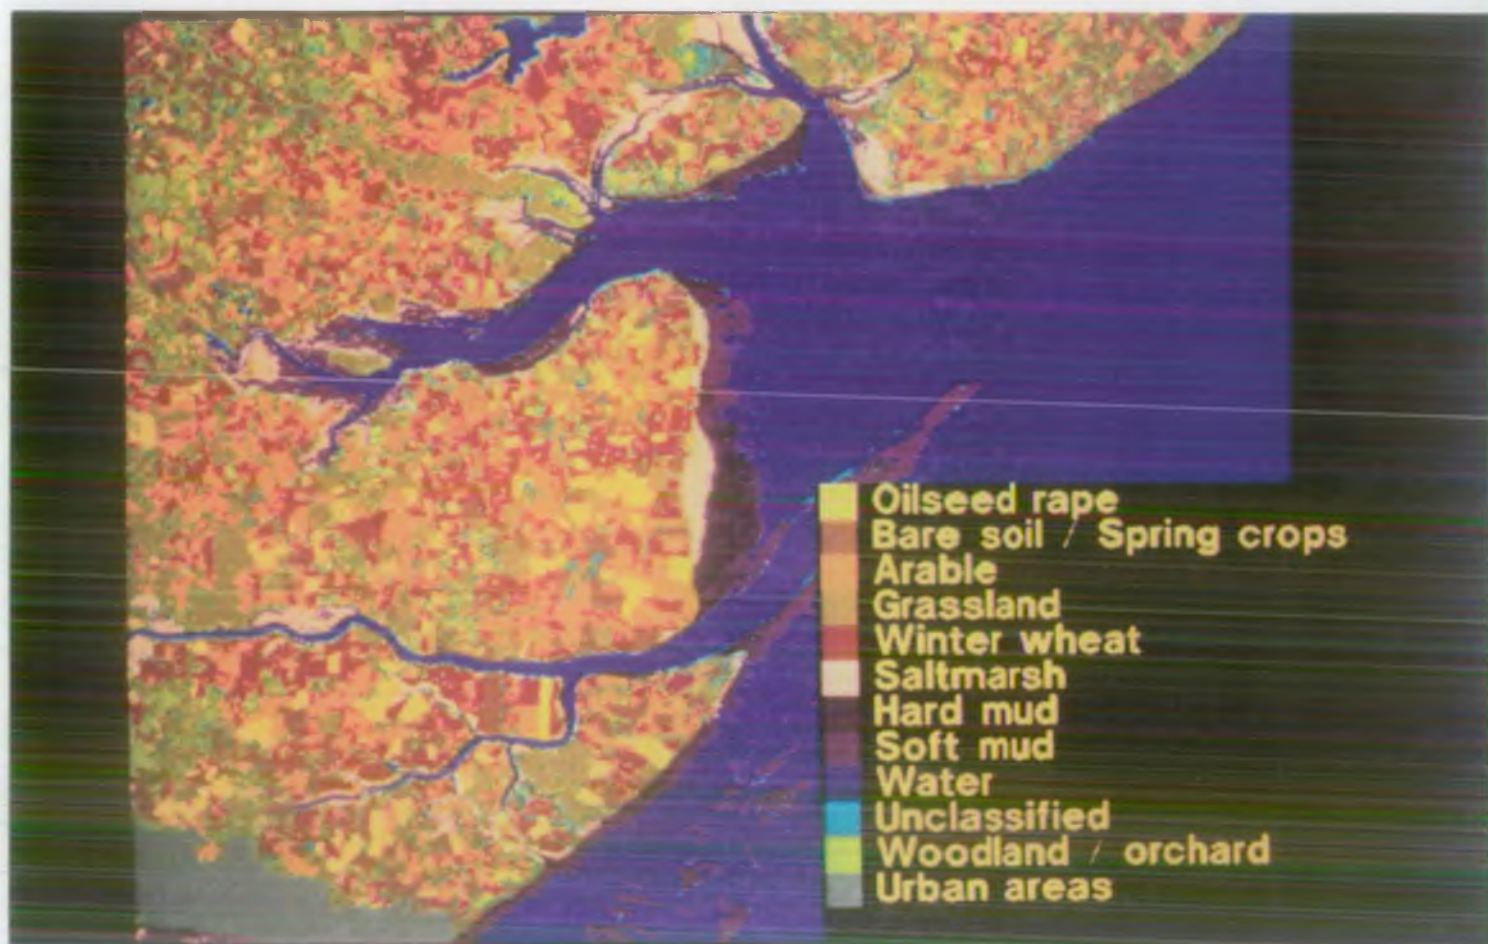 Oilseed rape
Bare soil / Spring crops
Arable
Grassland
Winter wheat
Saltmarsh
Hard mud
Soft mud
Water
Unclassified
Woodland / orchard
Urban areas